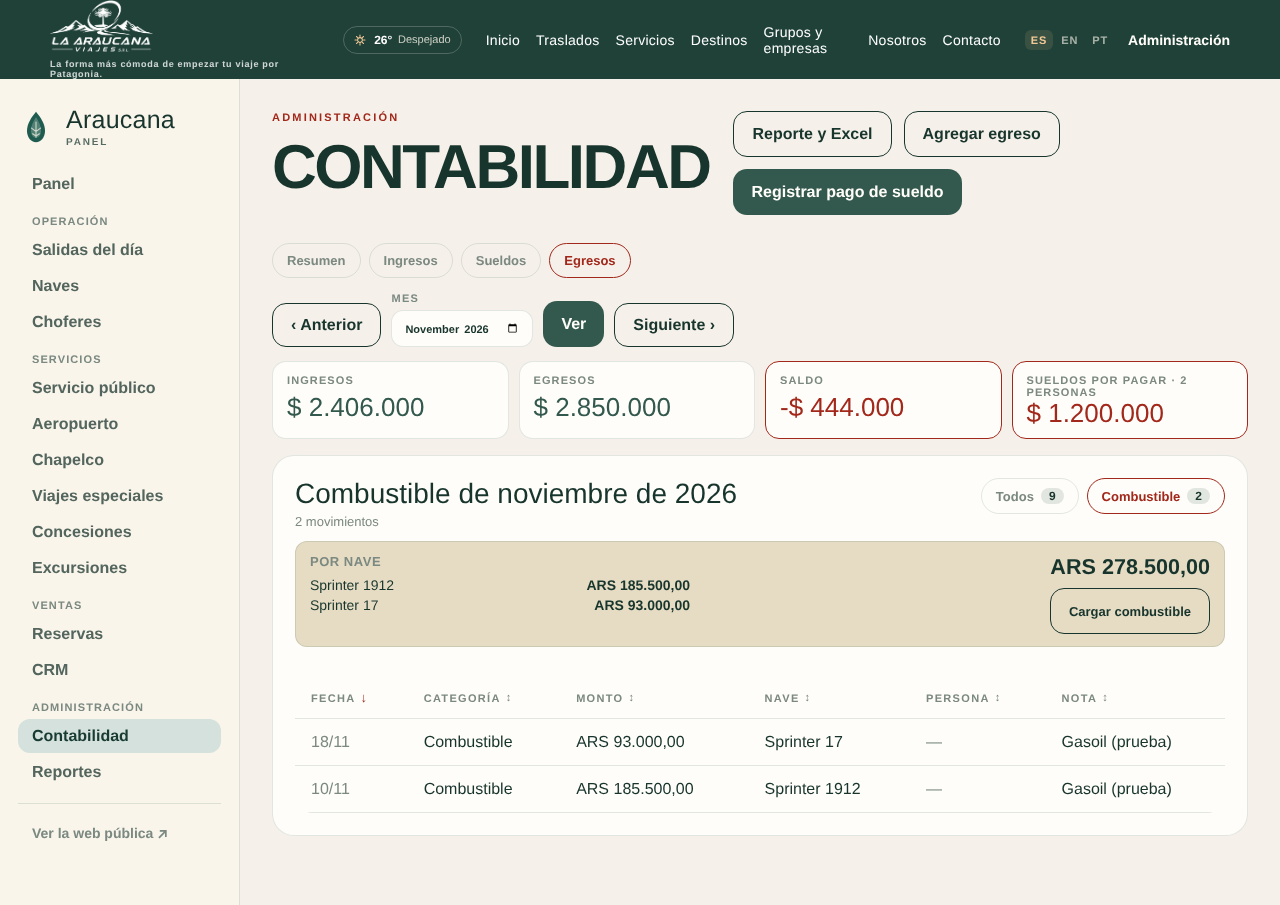 LA ARAUCANA
VIAJES SRL
La forma más cómoda de empezar tu viaje por
Patagonia.
26° Despejado
Inicio
Traslados
Servicios
Destinos
Grupos y
empresas
Nosotros
Contacto
ES EN PT
Administración
Araucana
PANEL
Panel
OPERACIÓN
Salidas del día
Naves
Choferes
SERVICIOS
Servicio público
Aeropuerto
Chapelco
Viajes especiales
Concesiones
Excursiones
VENTAS
Reservas
CRM
ADMINISTRACIÓN
Contabilidad
Reportes
Ver la web pública ↗
ADMINISTRACIÓN
CONTABILIDAD
Reporte y Excel
Agregar egreso
Registrar pago de sueldo
Resumen
Ingresos
Sueldos
Egresos
‹ Anterior
MES
November 2026
Ver
Siguiente ›
INGRESOS
$ 2.406.000
EGRESOS
$ 2.850.000
SALDO
-$ 444.000
SUELDOS POR PAGAR · 2
PERSONAS
$ 1.200.000
Combustible de noviembre de 2026
2 movimientos
Todos 9
Combustible 2
POR NAVE
Sprinter 1912 ARS 185.500,00
Sprinter 17 ARS 93.000,00
ARS 278.500,00
Cargar combustible
FECHA ↓ CATEGORÍA ↕ MONTO ↕ NAVE ↕ PERSONA ↕ NOTA ↕
18/11 Combustible ARS 93.000,00 Sprinter 17 — Gasoil (prueba)
10/11 Combustible ARS 185.500,00 Sprinter 1912 — Gasoil (prueba)